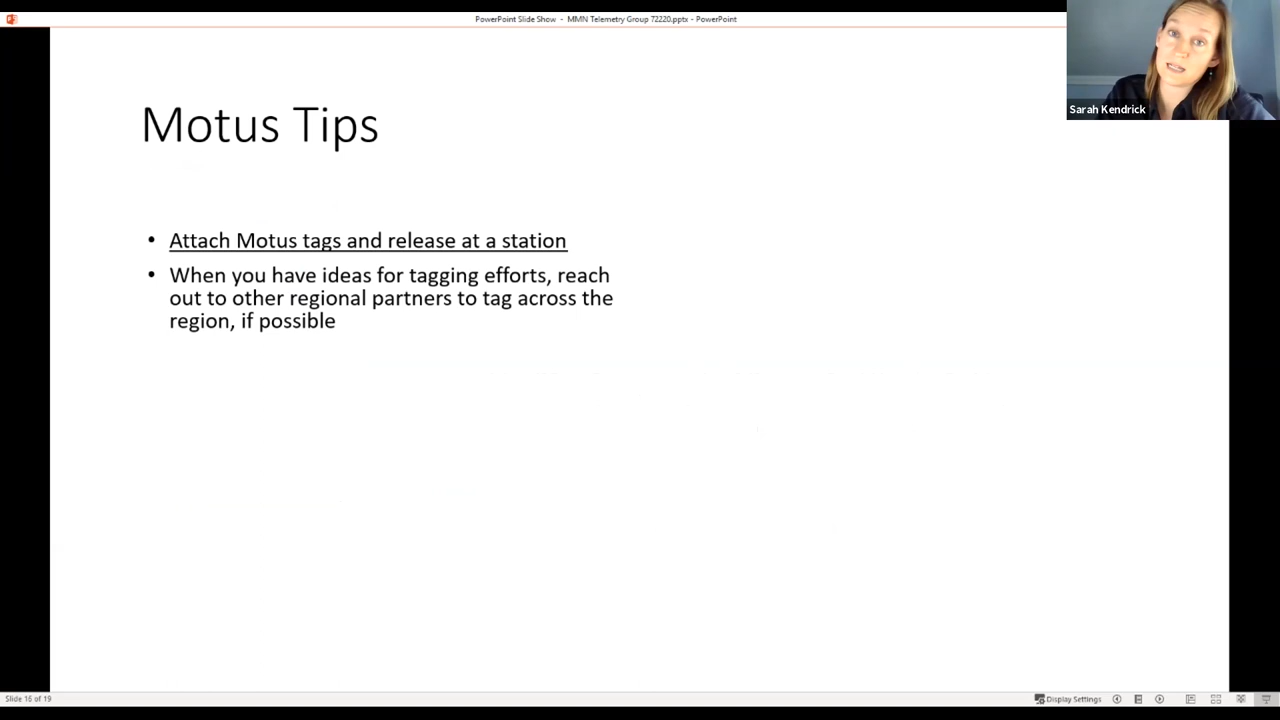 PowerPoint Slide Show - MMN Telemetry Group 72220.pptx - PowerPoint
Sarah Kendrick
Motus Tips
• Attach Motus tags and release at a station
• When you have ideas for tagging efforts, reach
out to other regional partners to tag across the
region, if possible
Slide 16 of 19
Display Settings